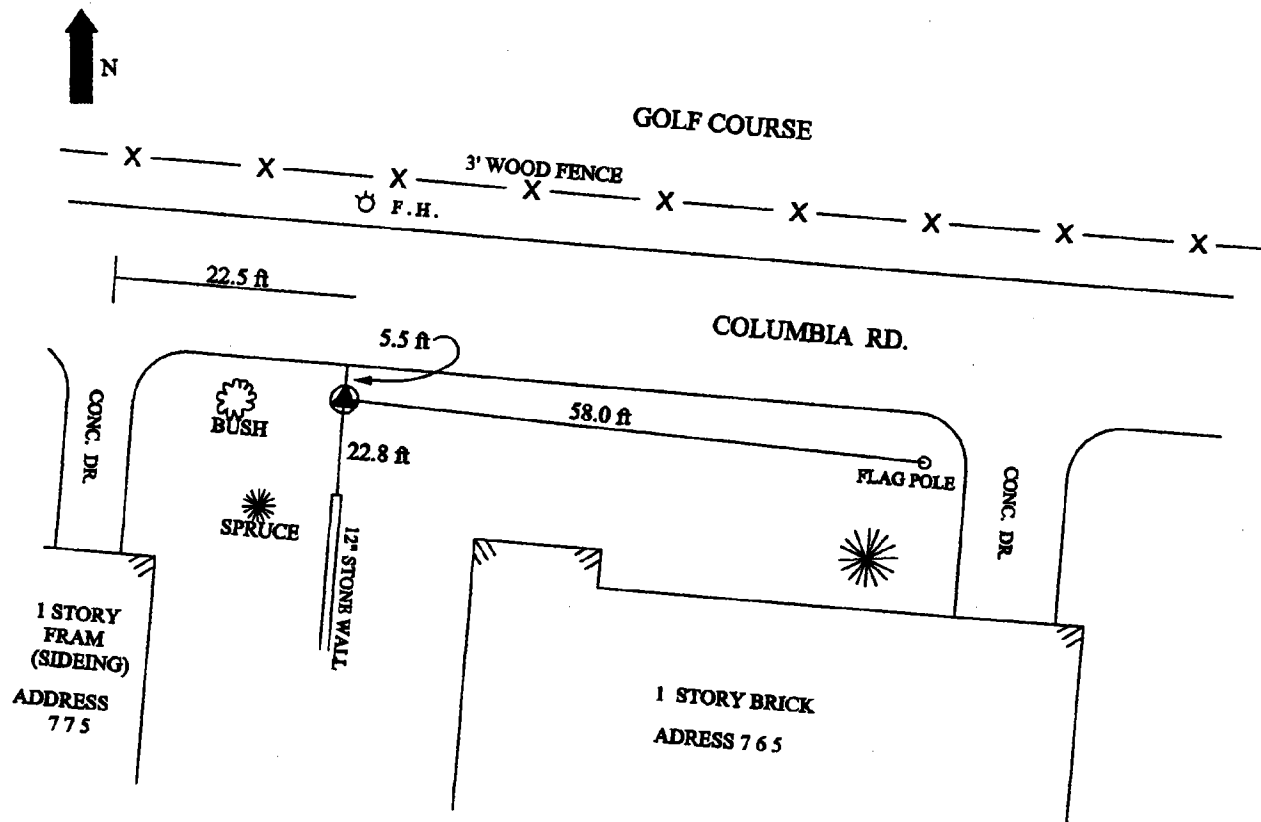 N
GOLF COURSE
3' WOOD FENCE
X X X X X X X X X
F.H.
22.5 ft
COLUMBIA RD.
5.5 ft
58.0 ft
CONC. DR.
BUSH
22.8 ft
FLAG POLE
CONC. DR.
SPRUCE
12" STONE WALL
1 STORY
FRAM
(SIDEING)
ADDRESS
775
1 STORY BRICK
ADRESS 765